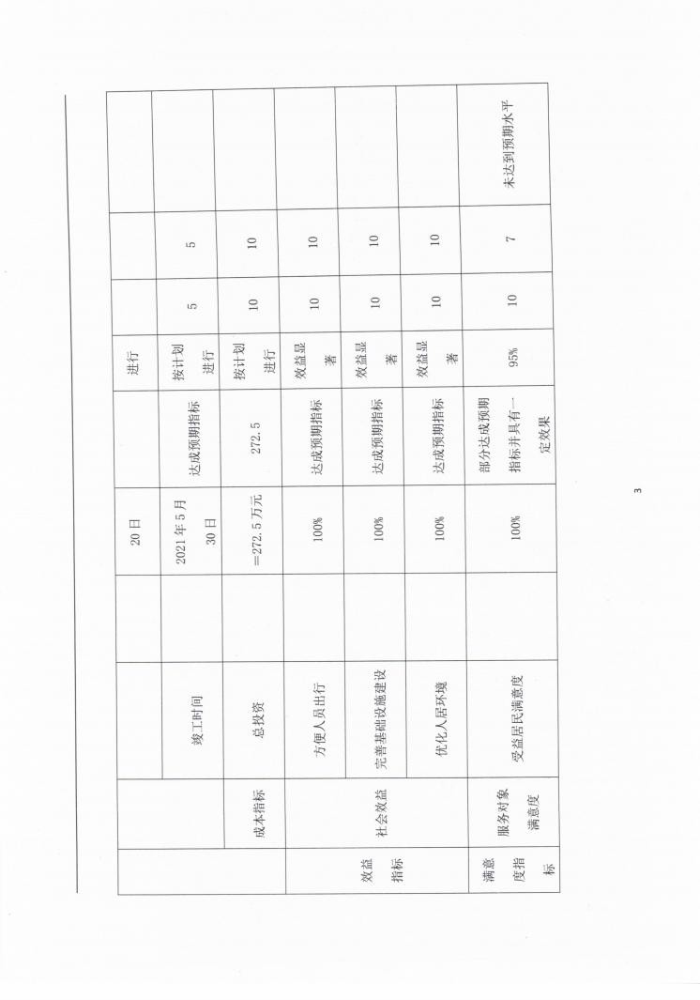 20日
进行
竣工时间
2021年5月
30日
达成预期指标
按计划
进行
5
5
成本指标
总投资
=272.5万元
272.5
按计划
进行
10
10
效益
指标
社会效益
方便人员出行
100%
达成预期指标
效益显
著
10
10
完善基础设施建设
100%
达成预期指标
效益显
著
10
10
优化人居环境
100%
达成预期指标
效益显
著
10
10
满意
度指
标
服务对象
满意度
受益居民满意度
100%
部分达成预期
指标并具有一
定效果
95%
10
7
未达到预期水平
3